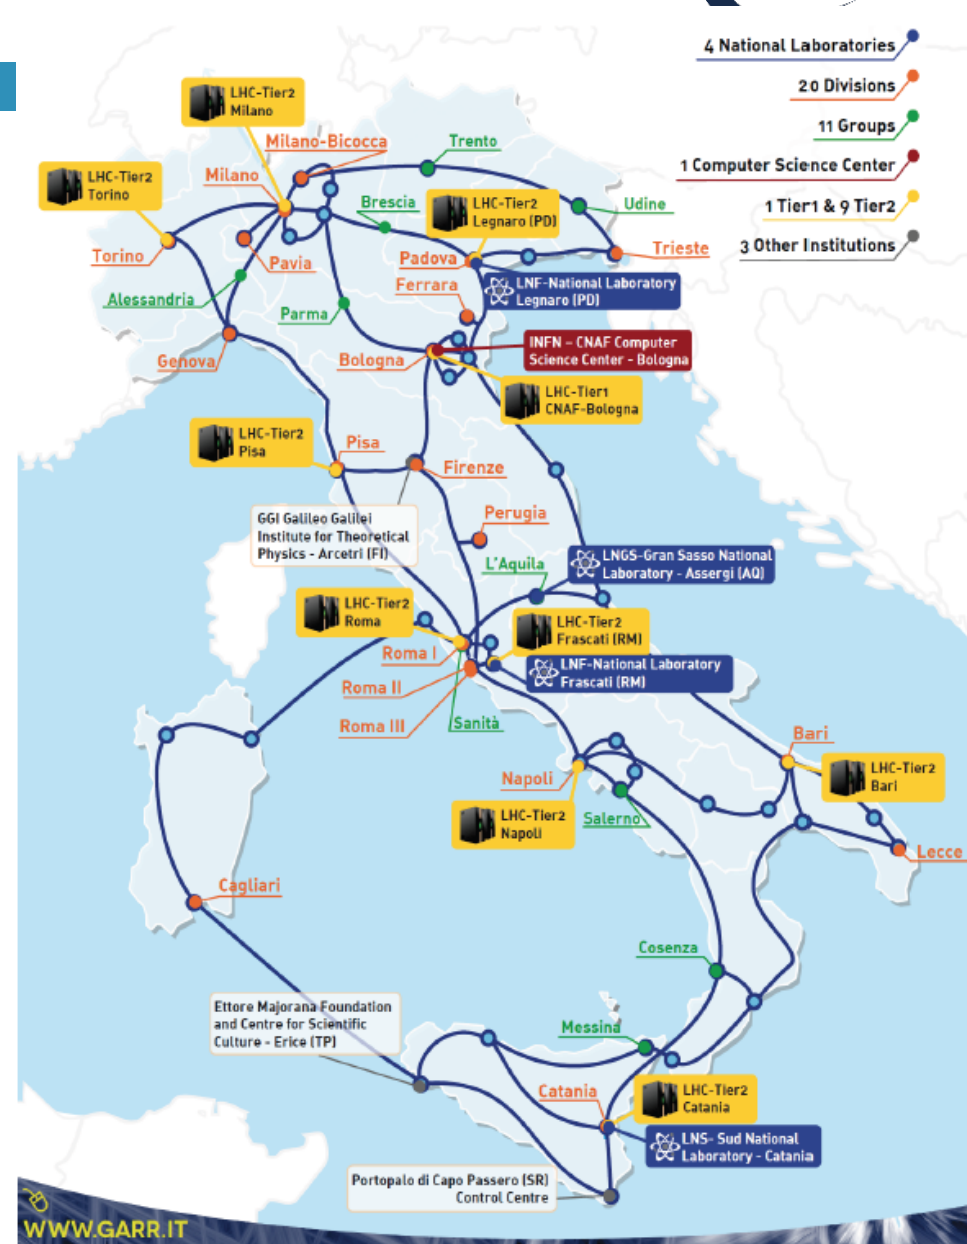 4 National Laboratories
20 Divisions
11 Groups
1 Computer Science Center
1 Tier1 & 9 Tier2
3 Other Institutions
LHC-Tier2
Milano
Milano-Bicocca
Trento
LHC-Tier2
Torino
Milano
Brescia
LHC-Tier2
Legnaro (PD)
Udine
Torino
Pavia
Padova
Trieste
Alessandria
Parma
Ferrara
LNF-National Laboratory
Legnaro (PD)
Genova
Bologna
INFN - CNAF Computer
Science Center - Bologna
LHC-Tier1
CNAF-Bologna
LHC-Tier2
Pisa
Pisa
Firenze
GGI Galileo Galilei
Institute for Theoretical
Physics - Arcetri (FI)
Perugia
L'Aquila
LNGS-Gran Sasso National
Laboratory - Assergi (AQ)
LHC-Tier2
Roma
LHC-Tier2
Frascati (RM)
Roma I
LNF-National Laboratory
Frascati (RM)
Roma II
Roma III
Sanità
Bari
LHC-Tier2
Bari
Napoli
LHC-Tier2
Napoli
Salerno
Lecce
Cagliari
Cosenza
Ettore Majorana Foundation
and Centre for Scientific
Culture - Erice (TP)
Messina
Catania
LHC-Tier2
Catania
LNS- Sud National
Laboratory - Catania
Portopalo di Capo Passero (SR)
Control Centre
WWW.GARR.IT